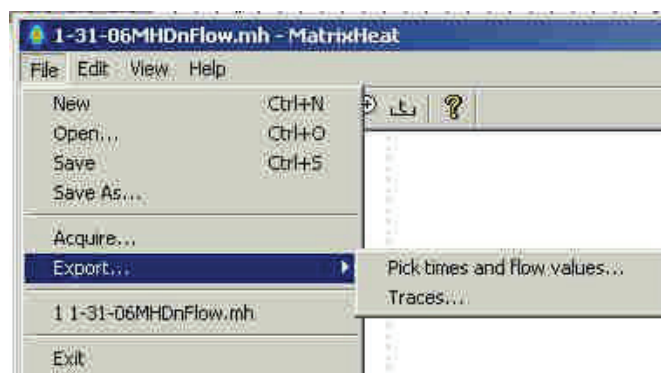 1-31-06MHDnFlow.mh - MatrixHeat
File Edit View Help
New Ctrl+N
Open... Ctrl+O
Save Ctrl+S
Save As...
Acquire...
Export...
Pick times and flow values...
Traces...
1 1-31-06MHDnFlow.mh
Exit